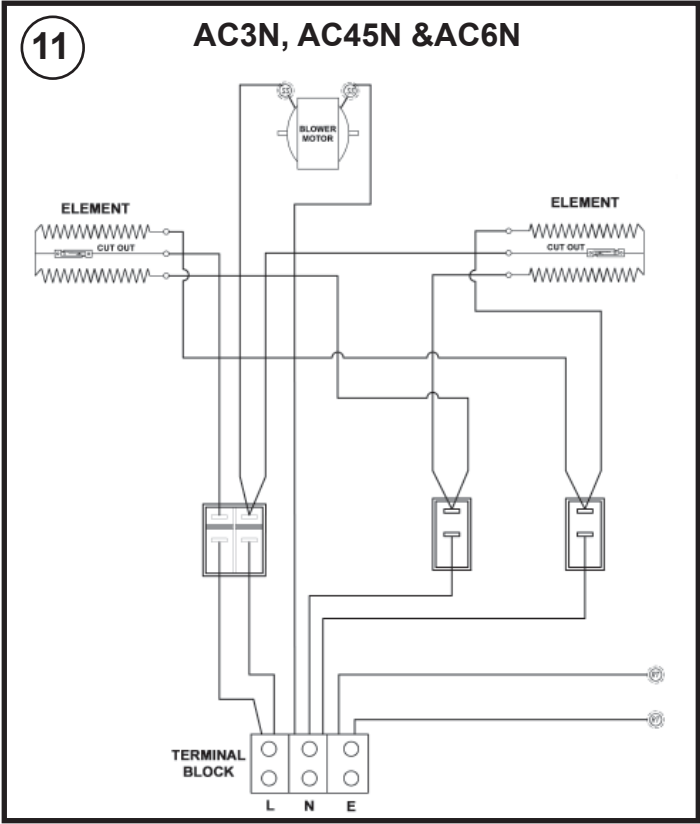 11
AC3N, AC45N &AC6N
BLOWER
MOTOR
ELEMENT
CUT OUT
ELEMENT
CUT OUT
TERMINAL
BLOCK
L N E